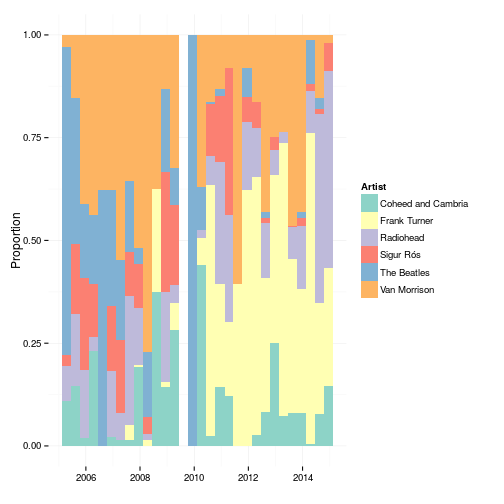 1.00
0.75
0.50
0.25
0.00
Proportion
2006 2008 2010 2012 2014
Artist
Coheed and Cambria
Frank Turner
Radiohead
Sigur Rós
The Beatles
Van Morrison